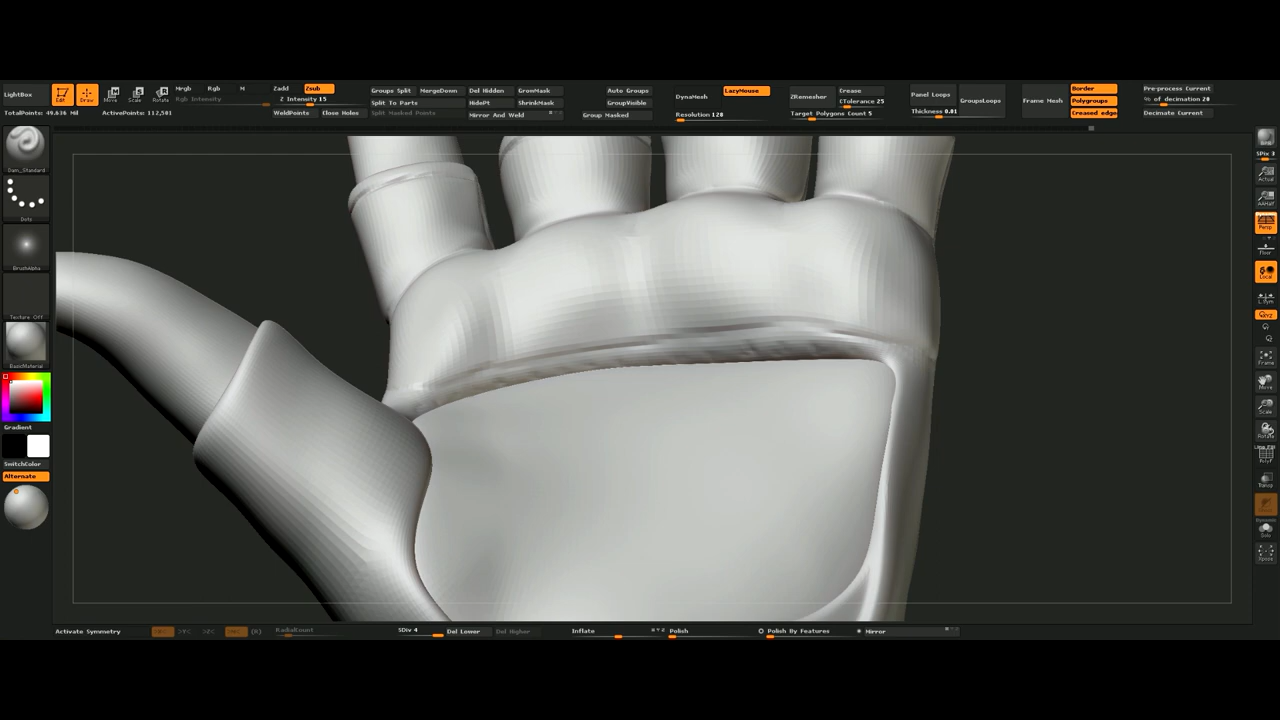 LightBox
Edit
Draw
Move
Scale
Rotate
Mrgb
Rgb
M
Zadd
Zsub
Rgb Intensity
Z Intensity 15
TotalPoints: 49.636 Mil
ActivePoints: 112,581
WeldPoints
Close Holes
Groups Split
MergeDown
Del Hidden
GrowMask
Split To Parts
HidePt
ShrinkMask
Split Masked Points
Mirror And Weld
Auto Groups
GroupVisible
Group Masked
DynaMesh
LazyMouse
Resolution 128
ZRemesher
Crease
CTolerance 25
Target Polygons Count 5
Panel Loops
GroupsLoops
Thickness 0.01
Frame Mesh
Border
Polygroups
Creased edges
Pre-process Current
% of decimation 20
Decimate Current
Dam_Standard
Dots
BrushAlpha
Texture Off
BasicMaterial
Gradient
SwitchColor
Alternate
BPR
SPix 3
Actual
AAHalf
Persp
Floor
Local
L.Sym
Frame
Move
Scale
Rotate
PolyF
Transp
Dynamic
Solo
Xpose
Activate Symmetry
(R)
RadialCount
SDiv 4
Del Lower
Del Higher
Inflate
Polish
Polish By Features
Mirror